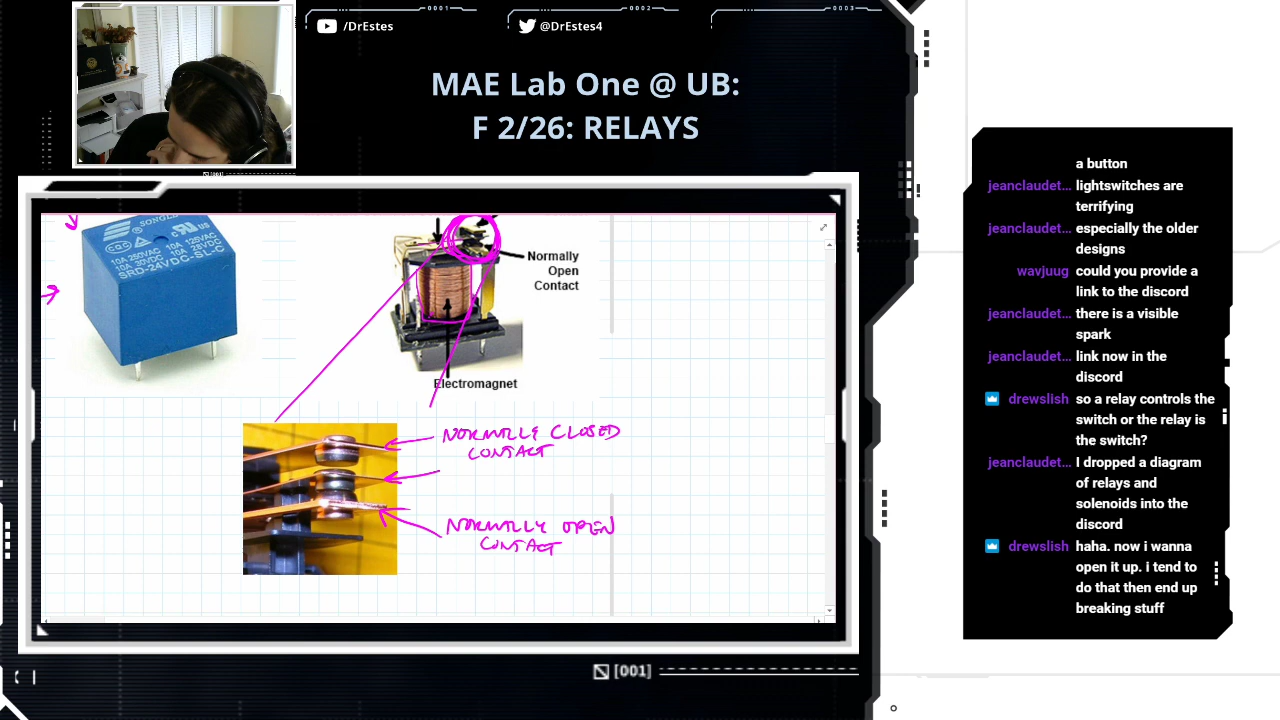 0001
0002
0003
/DrEstes
@DrEstes4
MAE Lab One @ UB:
F 2/26: RELAYS
[001]
SONGLE
10A 250VAC 10A 125VAC
10A 30VDC 10A 28VDC
SRD-24VDC-SL-C
Normally
Open
Contact
Electromagnet
NORMALLY CLOSED
CONTACT
NORMALLY OPEN
CONTACT
[001]
a button
jeanclaudet... lightswitches are
terrifying
jeanclaudet... especially the older
designs
wavjuug could you provide a
link to the discord
jeanclaudet... there is a visible
spark
jeanclaudet... link now in the
discord
drewslish so a relay controls the
switch or the relay is
the switch?
jeanclaudet... I dropped a diagram
of relays and
solenoids into the
discord
drewslish haha. now i wanna
open it up. i tend to
do that then end up
breaking stuff